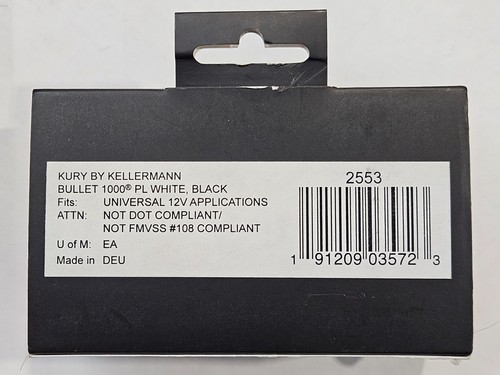 KURY BY KELLERMANN
BULLET 1000® PL WHITE, BLACK
Fits: UNIVERSAL 12V APPLICATIONS
ATTN: NOT DOT COMPLIANT/
NOT FMVSS #108 COMPLIANT
U of M: EA
Made in DEU
2553
1 91209 03572 3